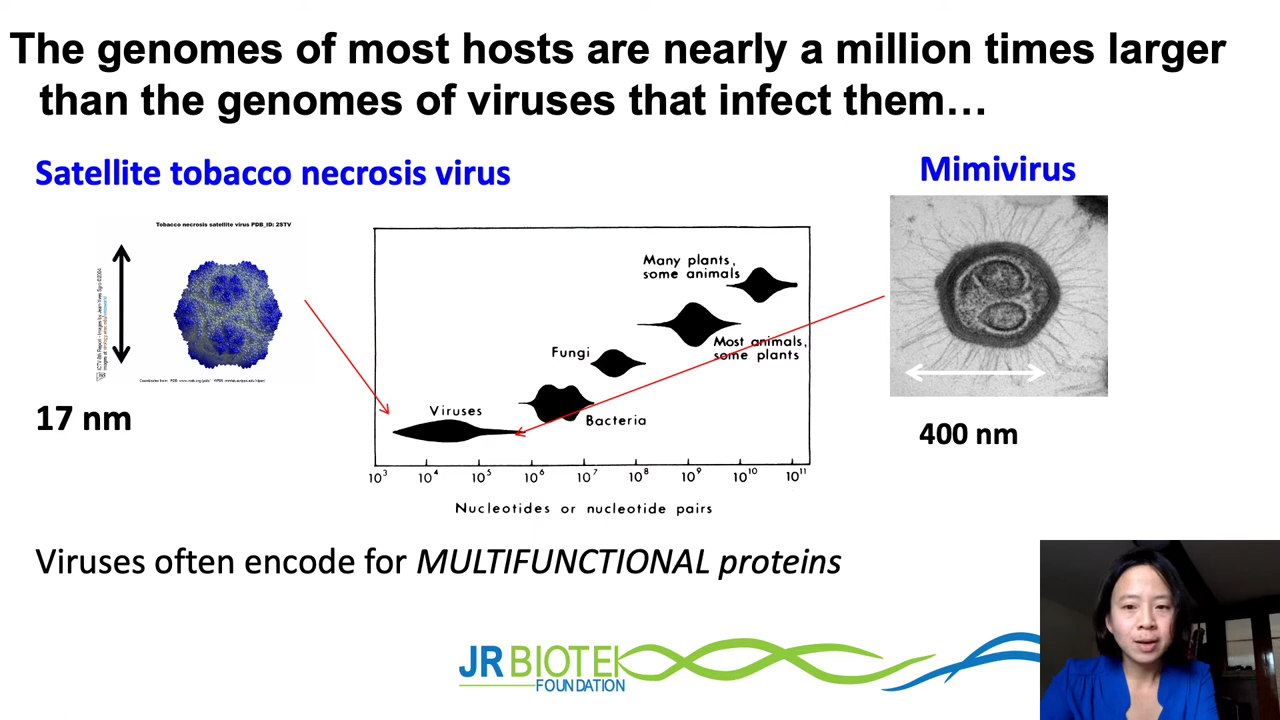 The genomes of most hosts are nearly a million times larger
than the genomes of viruses that infect them…
Satellite tobacco necrosis virus
Mimivirus
Tobacco necrosis satellite virus PDB_ID: 2STV
17 nm
Many plants,
some animals
Most animals,
some plants
Fungi
Viruses
Bacteria
10³ 10⁴ 10⁵ 10⁶ 10⁷ 10⁸ 10⁹ 10¹⁰ 10¹¹
Nucleotides or nucleotide pairs
400 nm
Viruses often encode for MULTIFUNCTIONAL proteins
JR BIOTEK
FOUNDATION